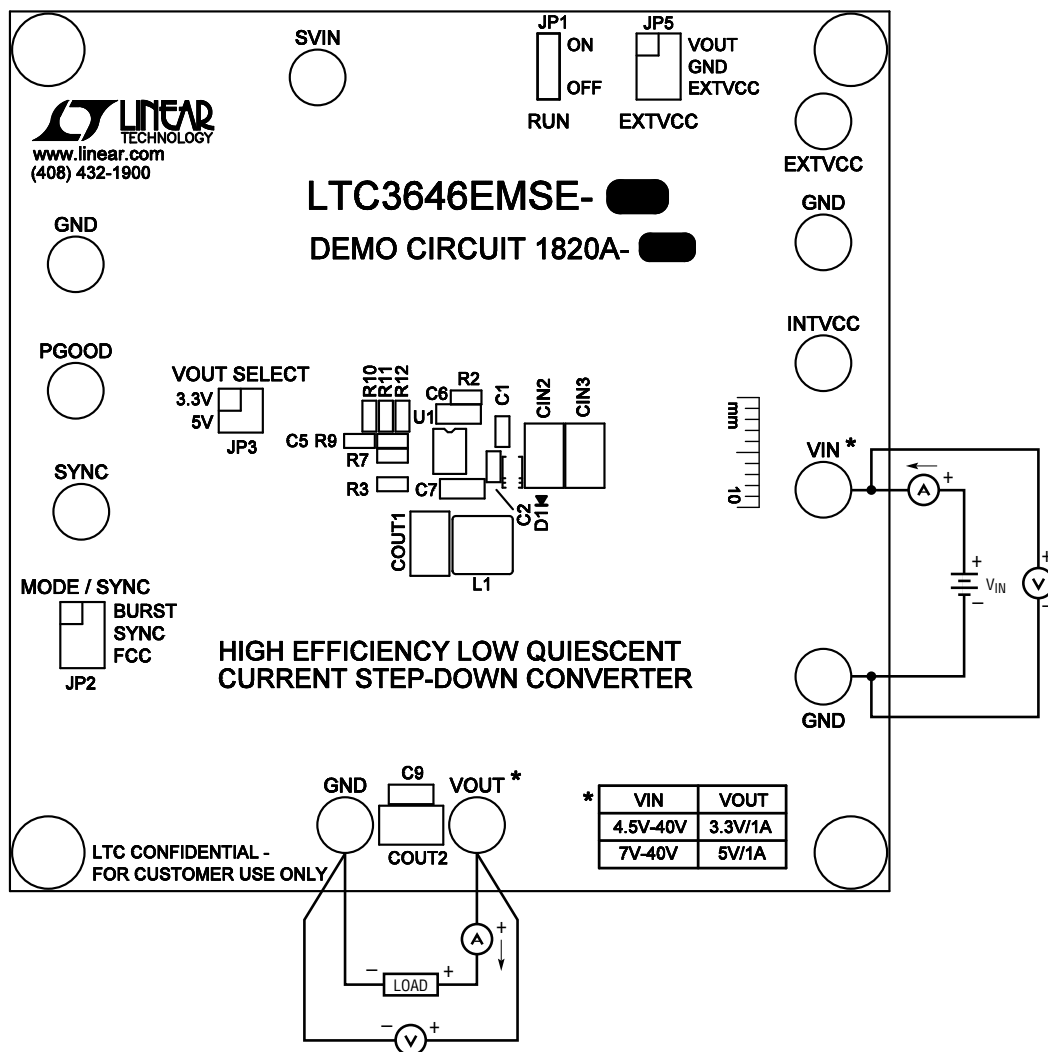 JP1
JP5
SVIN
ON
OFF
RUN
VOUT
GND
EXTVCC
EXTVCC
LINEAR
TECHNOLOGY
www.linear.com
(408) 432-1900
EXTVCC
LTC3646EMSE-
GND
GND
DEMO CIRCUIT 1820A-
INTVCC
PGOOD
VOUT SELECT
3.3V
5V
JP3
R10
R11
R12
C6
R2
C1
CIN2
CIN3
U1
C5 R9
R7
R3
C7
C2
D1
COUT1
L1
mm
10
VIN *
A
+
+
VIN
−
+
V
−
SYNC
MODE / SYNC
BURST
SYNC
FCC
JP2
HIGH EFFICIENCY LOW QUIESCENT
CURRENT STEP-DOWN CONVERTER
GND
GND
C9
VOUT *
COUT2
* VIN VOUT
4.5V-40V 3.3V/1A
7V-40V 5V/1A
LTC CONFIDENTIAL -
FOR CUSTOMER USE ONLY
A
+
− LOAD +
− V +